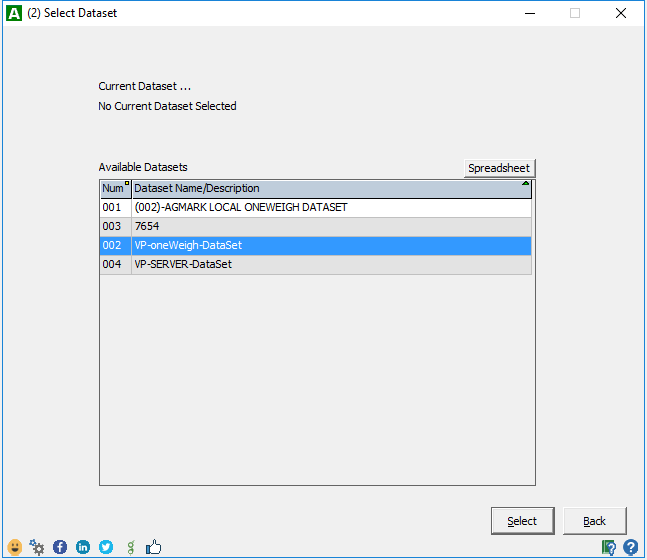 A (2) Select Dataset
Current Dataset ...
No Current Dataset Selected
Available Datasets Spreadsheet
Num Dataset Name/Description
001 (002)-AGMARK LOCAL ONEWEIGH DATASET
003 7654
002 VP-oneWeigh-DataSet
004 VP-SERVER-DataSet
Select Back